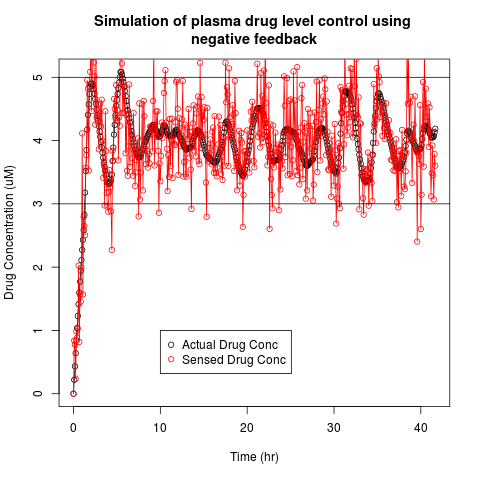 Simulation of plasma drug level control using
negative feedback
Drug Concentration (uM)
5
4
3
2
1
0
Actual Drug Conc
Sensed Drug Conc
0 10 20 30 40
Time (hr)